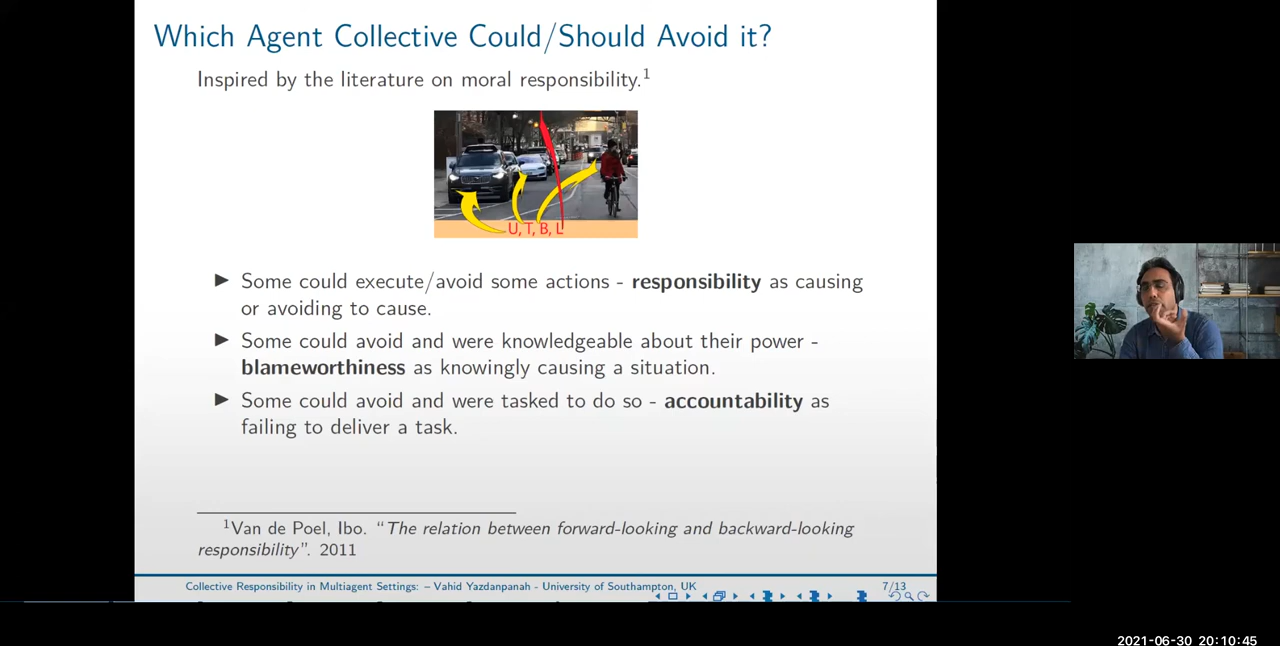 Which Agent Collective Could/Should Avoid it?
Inspired by the literature on moral responsibility.1
U, T, B, L
► Some could execute/avoid some actions - responsibility as causing
or avoiding to cause.
► Some could avoid and were knowledgeable about their power -
blameworthiness as knowingly causing a situation.
► Some could avoid and were tasked to do so - accountability as
failing to deliver a task.
1Van de Poel, Ibo. “The relation between forward-looking and backward-looking
responsibility”. 2011
Collective Responsibility in Multiagent Settings: – Vahid Yazdanpanah - University of Southampton, UK
7/13
2021-06-30 20:10:45